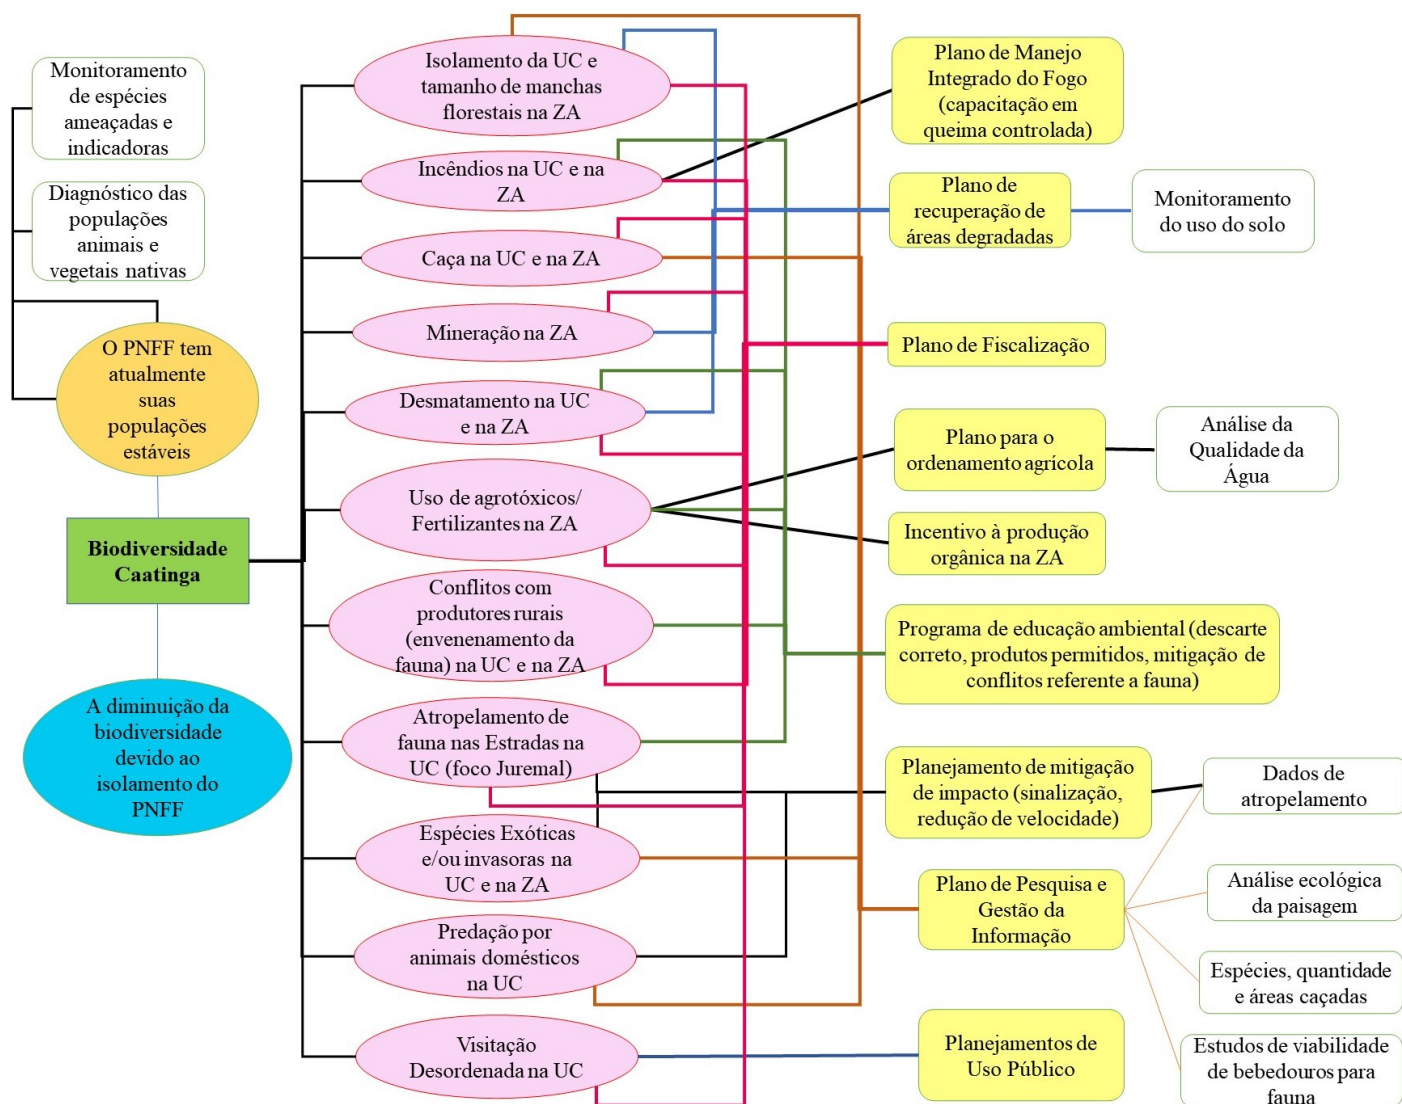 Monitoramento
de espécies
ameaçadas e
indicadoras
Diagnóstico das
populações
animais e
vegetais nativas
O PNFF tem
atualmente
suas
populações
estáveis
Biodiversidade
Caatinga
A diminuição da
biodiversidade
devido ao
isolamento do
PNFF
Isolamento da UC e
tamanho de manchas
florestais na ZA
Incêndios na UC e na
ZA
Caça na UC e na ZA
Mineração na ZA
Desmatamento na UC
e na ZA
Uso de agrotóxicos/
Fertilizantes na ZA
Conflitos com
produtores rurais
(envenenamento da
fauna) na UC e na ZA
Atropelamento de
fauna nas Estradas na
UC (foco Juremal)
Espécies Exóticas
e/ou invasoras na
UC e na ZA
Predação por
animais domésticos
na UC
Visitação
Desordenada na UC
Plano de Manejo
Integrado do Fogo
(capacitação em
queima controlada)
Plano de
recuperação de
áreas degradadas
Plano de Fiscalização
Plano para o
ordenamento agrícola
Incentivo à produção
orgânica na ZA
Programa de educação ambiental (descarte
correto, produtos permitidos, mitigação de
conflitos referente a fauna)
Planejamento de mitigação
de impacto (sinalização,
redução de velocidade)
Plano de Pesquisa e
Gestão da
Informação
Planejamentos de
Uso Público
Monitoramento
do uso do solo
Análise da
Qualidade da
Água
Dados de
atropelamento
Análise ecológica
da paisagem
Espécies, quantidade
e áreas caçadas
Estudos de viabilidade
de bebedouros para
fauna